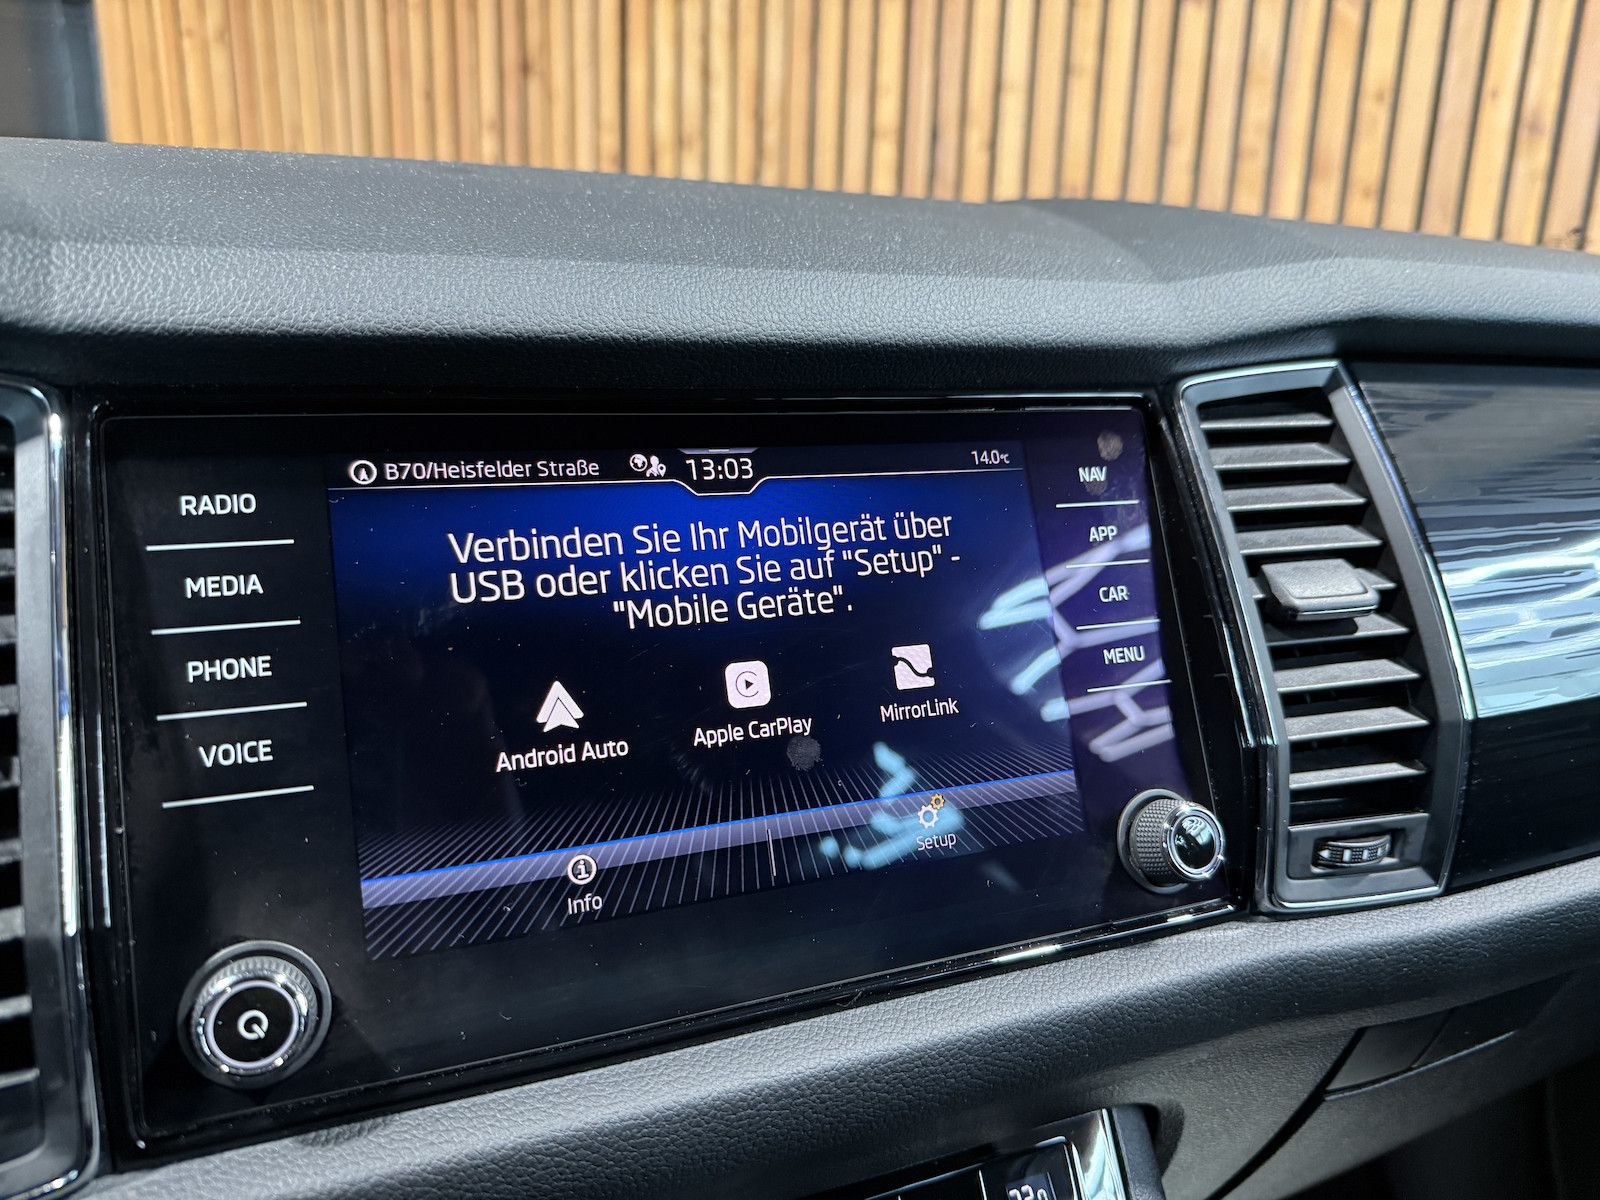 B70/Heisfelder Straße
13:03
14.0°C
RADIO
MEDIA
PHONE
VOICE
Verbinden Sie Ihr Mobilgerät über
USB oder klicken Sie auf "Setup" -
"Mobile Geräte".
Android Auto
Apple CarPlay
MirrorLink
Info
Setup
NAV
APP
CAR
MENU